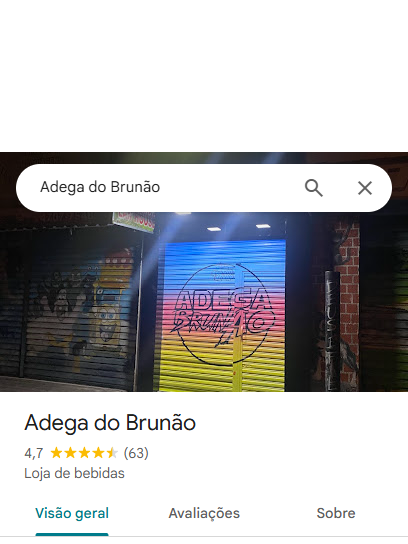 Adega do Brunão
ADEGA
BRUNÃO
Adega do Brunão
4,7 (63)
Loja de bebidas
Visão geral
Avaliações
Sobre